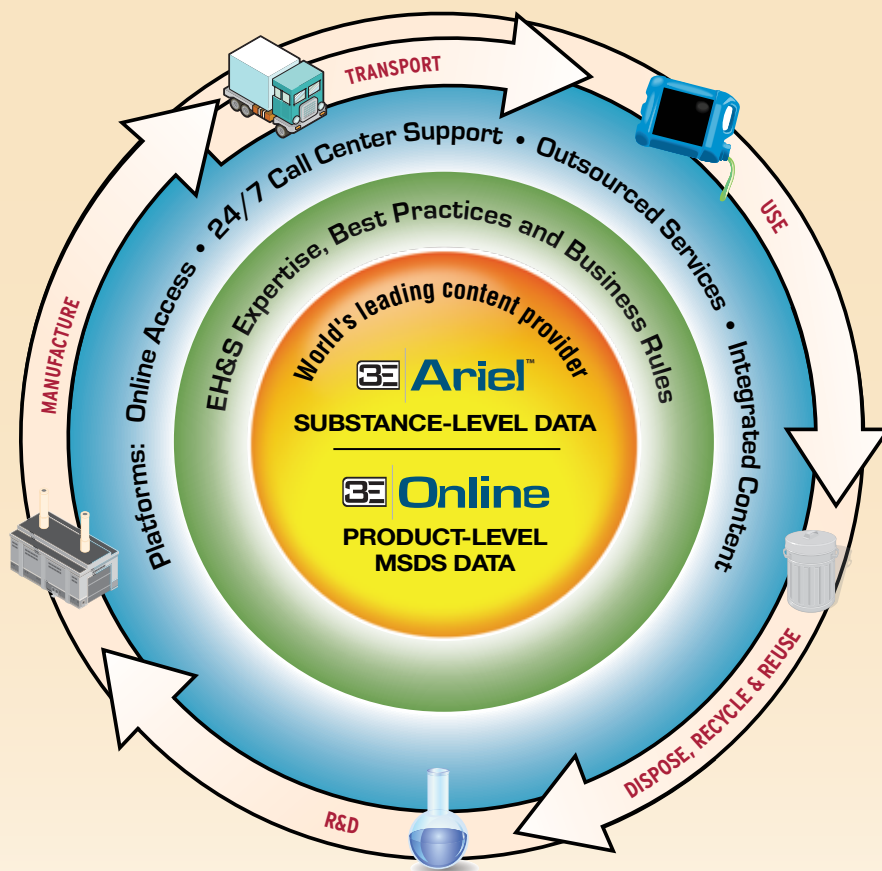 TRANSPORT
USE
DISPOSE, RECYCLE & REUSE
R&D
MANUFACTURE
Platforms: Online Access • 24/7 Call Center Support • Outsourced Services • Integrated Content
EH&S Expertise, Best Practices and Business Rules
World's leading content provider
3E Ariel™
SUBSTANCE-LEVEL DATA
3E Online
PRODUCT-LEVEL
MSDS DATA